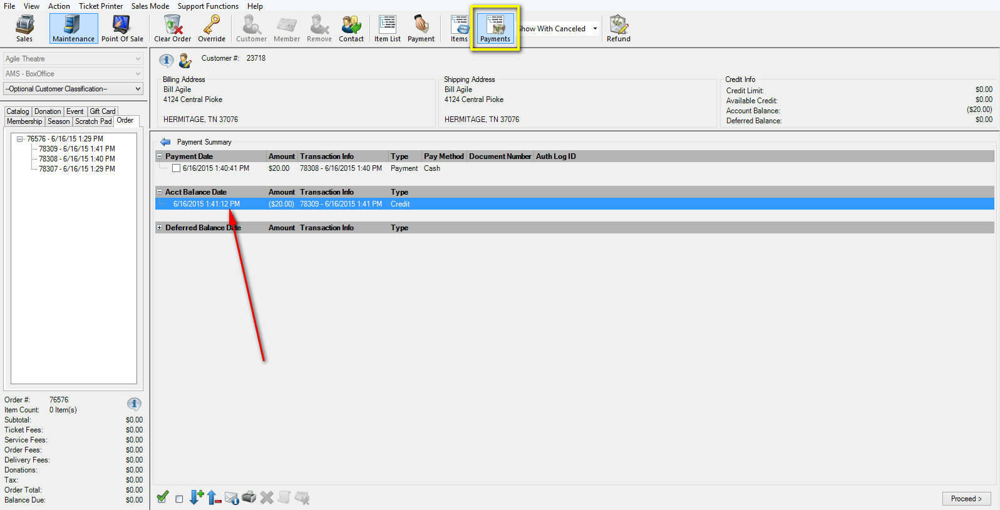 File View Action Ticket Printer Sales Mode Support Functions Help
Sales Maintenance Point Of Sale Clear Order Override Customer Member Remove Contact Item List Payment Items Payments Show With Canceled Refund
Agile Theatre
AMS - BoxOffice
--Optional Customer Classification--
Catalog Donation Event Gift Card
Membership Season Scratch Pad Order
76576 - 6/16/15 1:29 PM
78309 - 6/16/15 1:41 PM
78308 - 6/16/15 1:40 PM
78307 - 6/16/15 1:29 PM
Order #: 76576
Item Count: 0 Item(s)
Subtotal: $0.00
Ticket Fees: $0.00
Service Fees: $0.00
Order Fees: $0.00
Delivery Fees: $0.00
Donations: $0.00
Tax: $0.00
Order Total: $0.00
Balance Due: $0.00
Customer #: 23718
Billing Address
Bill Agile
4124 Central Pioke
HERMITAGE, TN 37076
Shipping Address
Bill Agile
4124 Central Pioke
HERMITAGE, TN 37076
Credit Info
Credit Limit: $0.00
Available Credit: $0.00
Account Balance: ($20.00)
Deferred Balance: $0.00
Payment Summary
Payment Date Amount Transaction Info Type Pay Method Document Number Auth Log ID
6/16/2015 1:40:41 PM $20.00 78308 - 6/16/2015 1:40 PM Payment Cash
Acct Balance Date Amount Transaction Info Type
6/16/2015 1:41:12 PM ($20.00) 78309 - 6/16/2015 1:41 PM Credit
Deferred Balance Date Amount Transaction Info Type
Proceed >